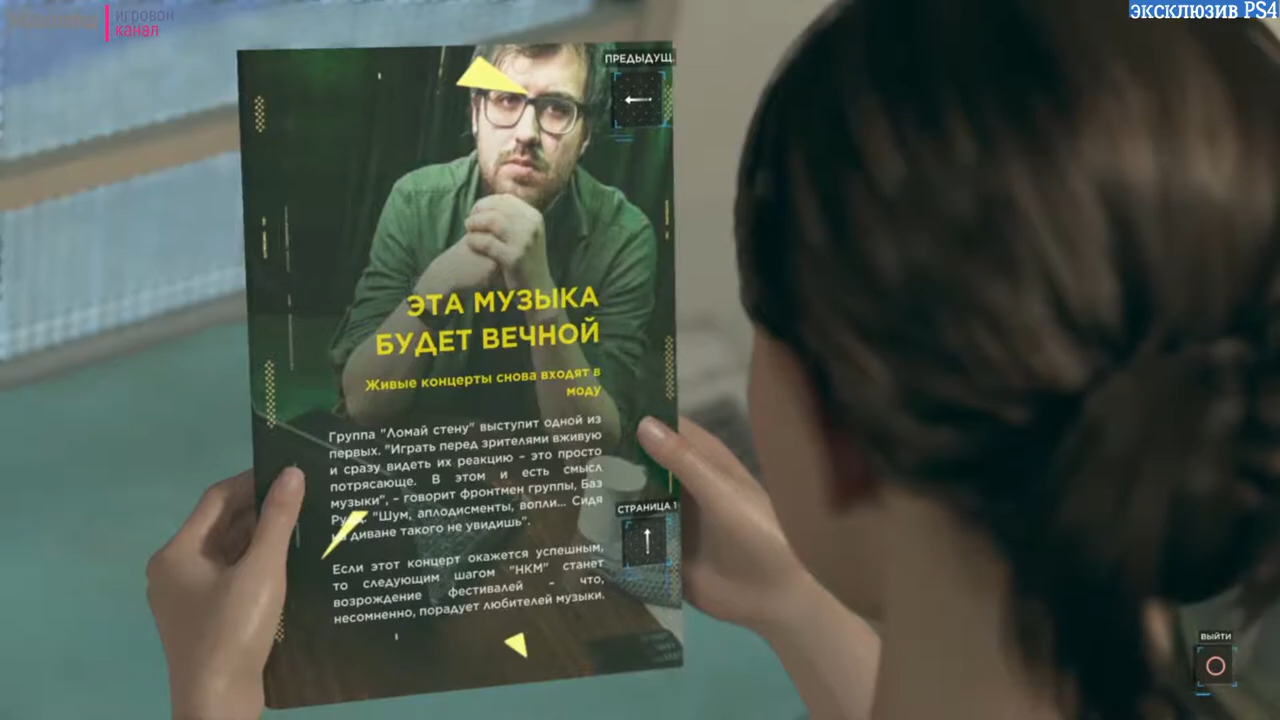 игровой
канал
эксклюзив PS4
ПРЕДЫДУЩ.
ЭТА МУЗЫКА
БУДЕТ ВЕЧНОЙ
Живые концерты снова входят в
моду
Группа "Ломай стену" выступит одной из
первых. "Играть перед зрителями вживую
и сразу видеть их реакцию – это просто
потрясающе. В этом и есть смысл
музыки", – говорит фронтмен группы, Баз
"Шум, аплодисменты, вопли... Сидя
на диване такого не увидишь".
Если этот концерт окажется успешным,
то следующим шагом "НКМ" станет
возрождение фестивалей – что,
несомненно, порадует любителей музыки.
СТРАНИЦА 1
ВЫЙТИ